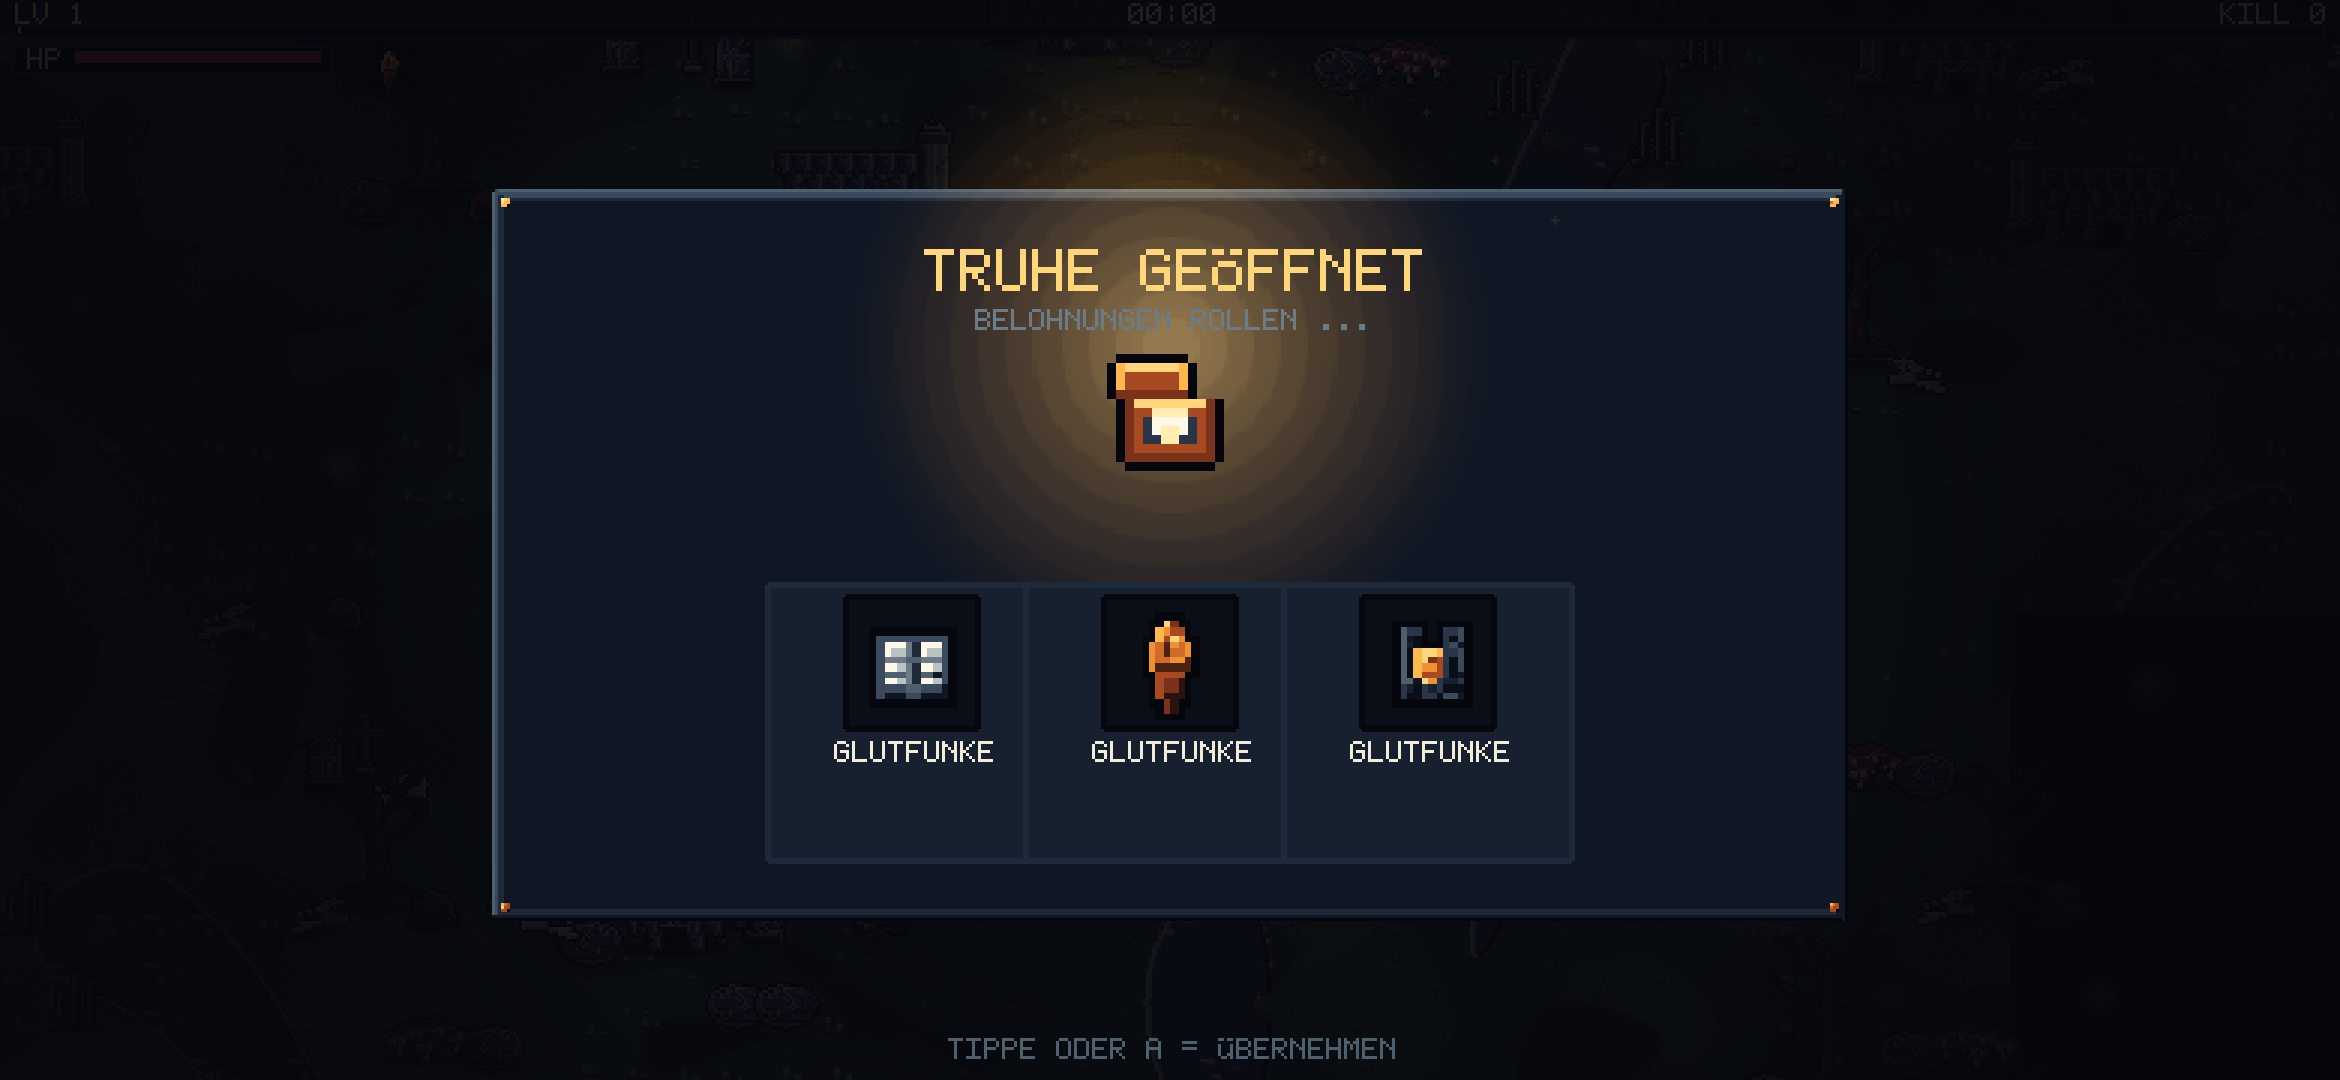 LV 1
00:00
KILL 0
HP
TRUHE GEöFFNET
BELOHNUNGEN ROLLEN ...
GLUTFUNKE
GLUTFUNKE
GLUTFUNKE
TIPPE ODER A = üBERNEHMEN